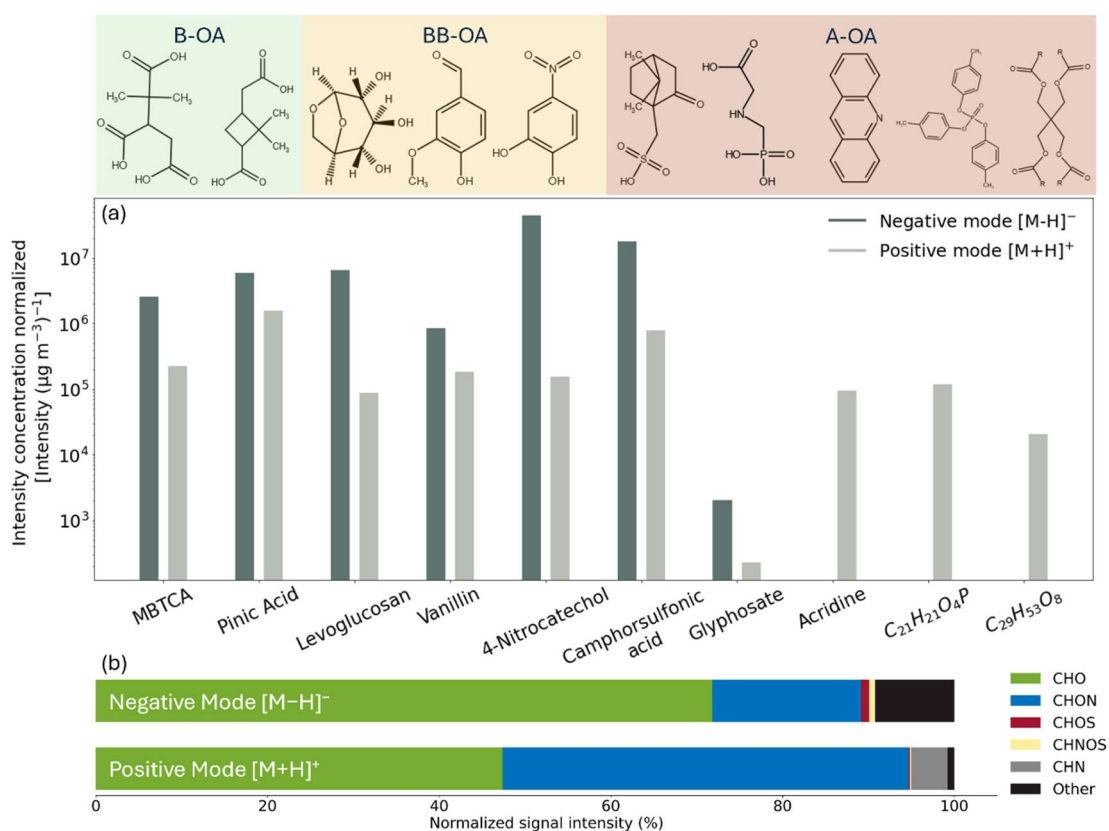 B-OA
BB-OA
A-OA
(a)
Negative mode [M-H]⁻
Positive mode [M+H]⁺
Intensity concentration normalized
[Intensity (µg m⁻³)⁻¹]
10⁷
10⁶
10⁵
10⁴
10³
MBTCA
Pinic Acid
Levoglucosan
Vanillin
4-Nitrocatechol
Camphorsulfonic
acid
Glyphosate
Acridine
C₂₁H₂₁O₄P
C₂₉H₅₃O₈
(b)
Negative Mode [M−H]⁻
Positive Mode [M+H]⁺
CHO
CHON
CHOS
CHNOS
CHN
Other
0 20 40 60 80 100
Normalized signal intensity (%)